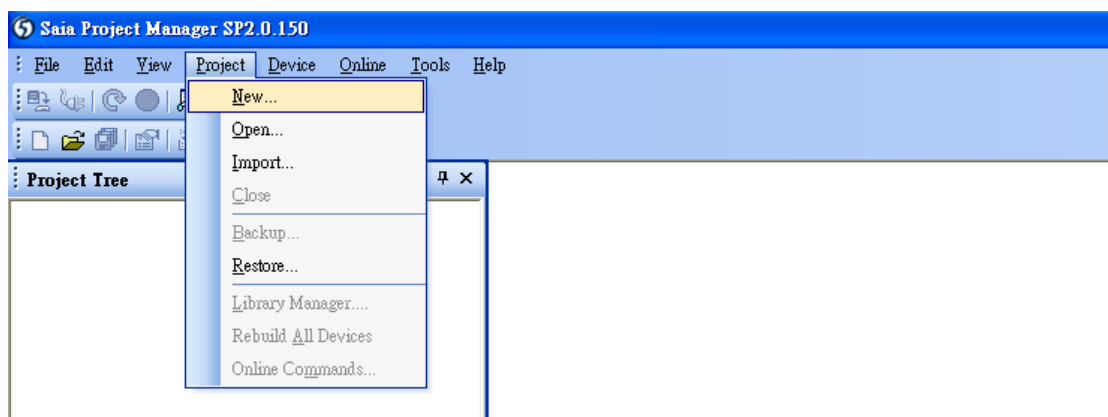 Saia Project Manager SP2.0.150
File Edit View Project Device Online Tools Help
New...
Open...
Import...
Project Tree
Close
Backup...
Restore...
Library Manager....
Rebuild All Devices
Online Commands...